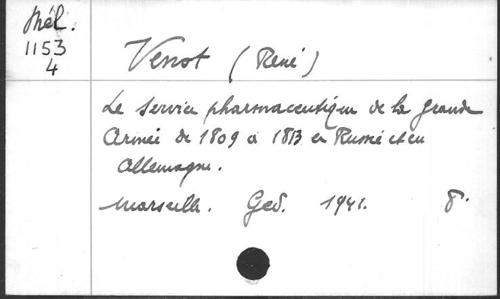 Mél.
1153
4
Venot (René)
Le Service pharmaceutique de la grande
Armée de 1809 à 1813 en Russie et en
Allemagne.
Marseille. Ged. 1941. 8°.